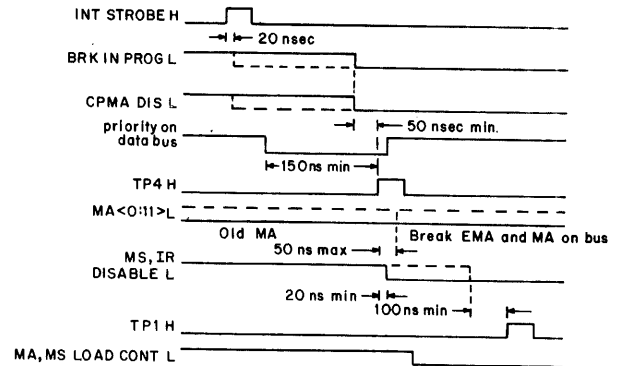 INT STROBE H
20 nsec
BRK IN PROG L
CPMA DIS L
priority on
data bus
50 nsec min.
150ns min
TP4 H
MA<0:11>L
Old MA
Break EMA and MA on bus
50 ns max
MS, IR
DISABLE L
20 ns min
100ns min
TP1 H
MA, MS LOAD CONT L